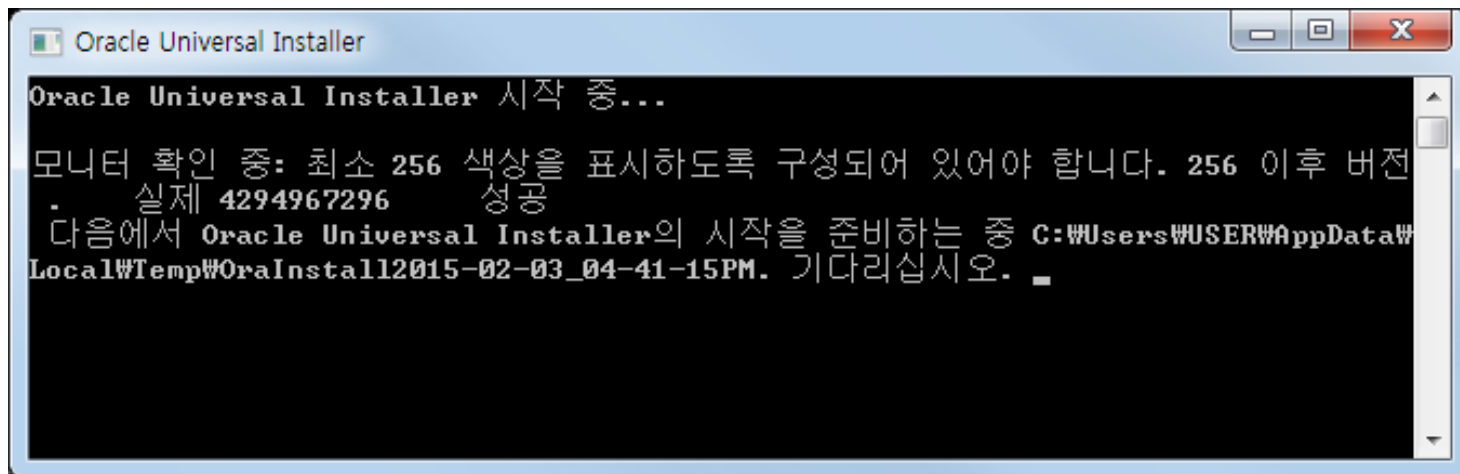 Oracle Universal Installer
Oracle Universal Installer 시작 중...
모니터 확인 중: 최소 256 색상을 표시하도록 구성되어 있어야 합니다. 256 이후 버전
.    실제 4294967296    성공
다음에서 Oracle Universal Installer의 시작을 준비하는 중 C:₩Users₩USER₩AppData₩
Local₩Temp₩OraInstall2015-02-03_04-41-15PM. 기다리십시오. _